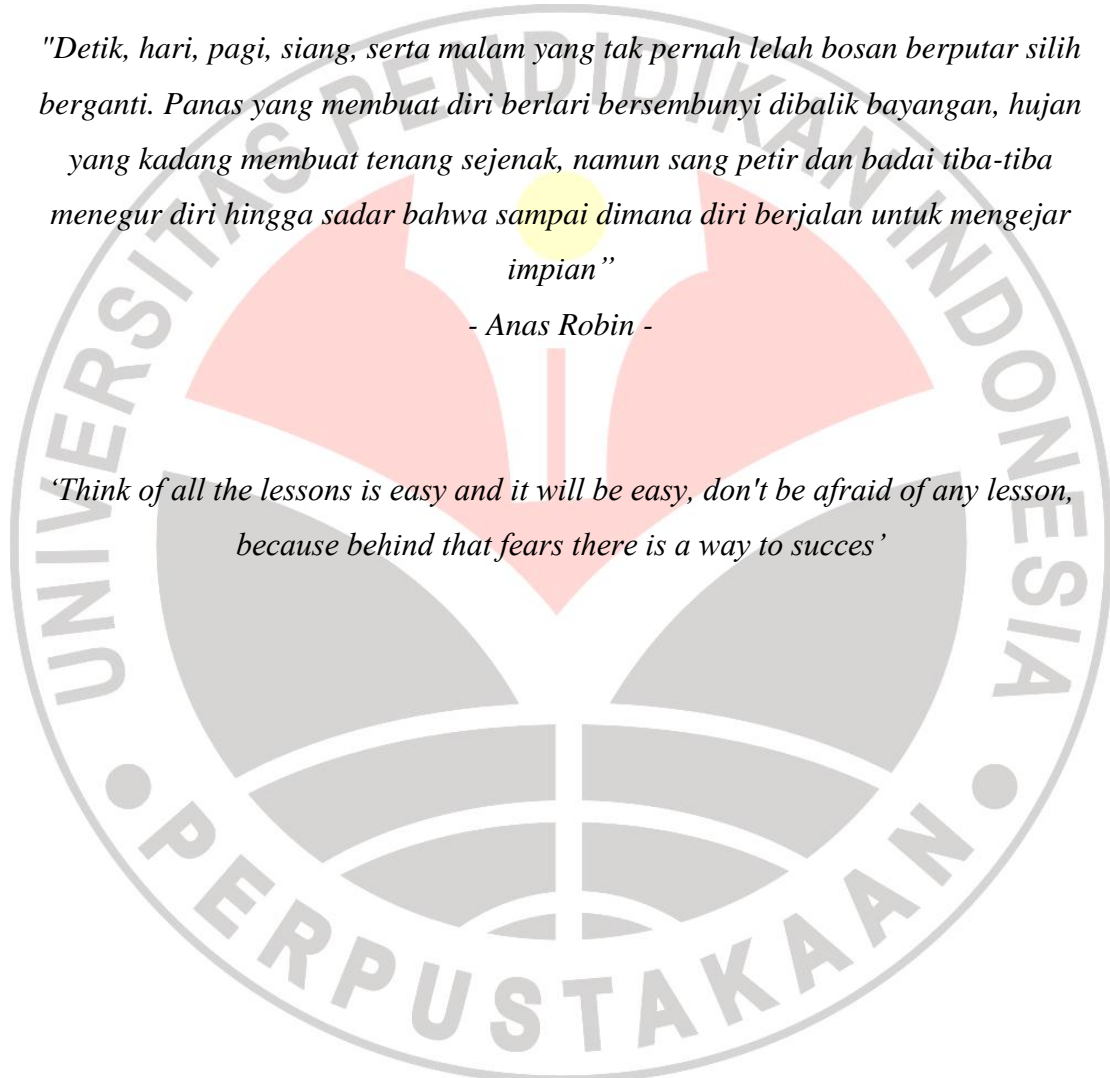 "Detik, hari, pagi, siang, serta malam yang tak pernah lelah bosan berputar silih
berganti. Panas yang membuat diri berlari bersembunyi dibalik bayangan, hujan
yang kadang membuat tenang sejenak, namun sang petir dan badai tiba-tiba
menegur diri hingga sadar bahwa sampai dimana diri berjalan untuk mengejar
impian”
- Anas Robin -
‘Think of all the lessons is easy and it will be easy, don't be afraid of any lesson,
because behind that fears there is a way to succes’
UNIVERSITAS PENDIDIKAN INDONESIA
PERPUSTAKAAN